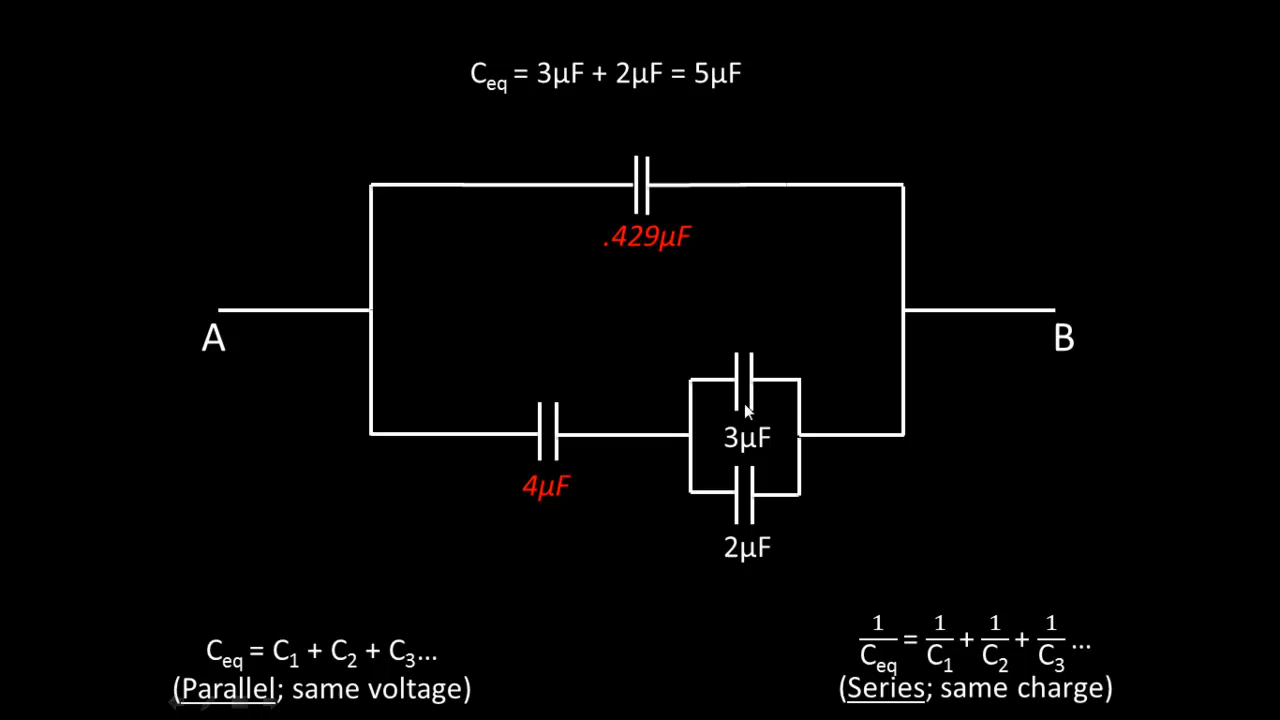 Ceq = 3μF + 2μF = 5μF
.429μF
A
B
3μF
4μF
2μF
Ceq = C1 + C2 + C3...
(Parallel; same voltage)
1/Ceq = 1/C1 + 1/C2 + 1/C3 ...
(Series; same charge)